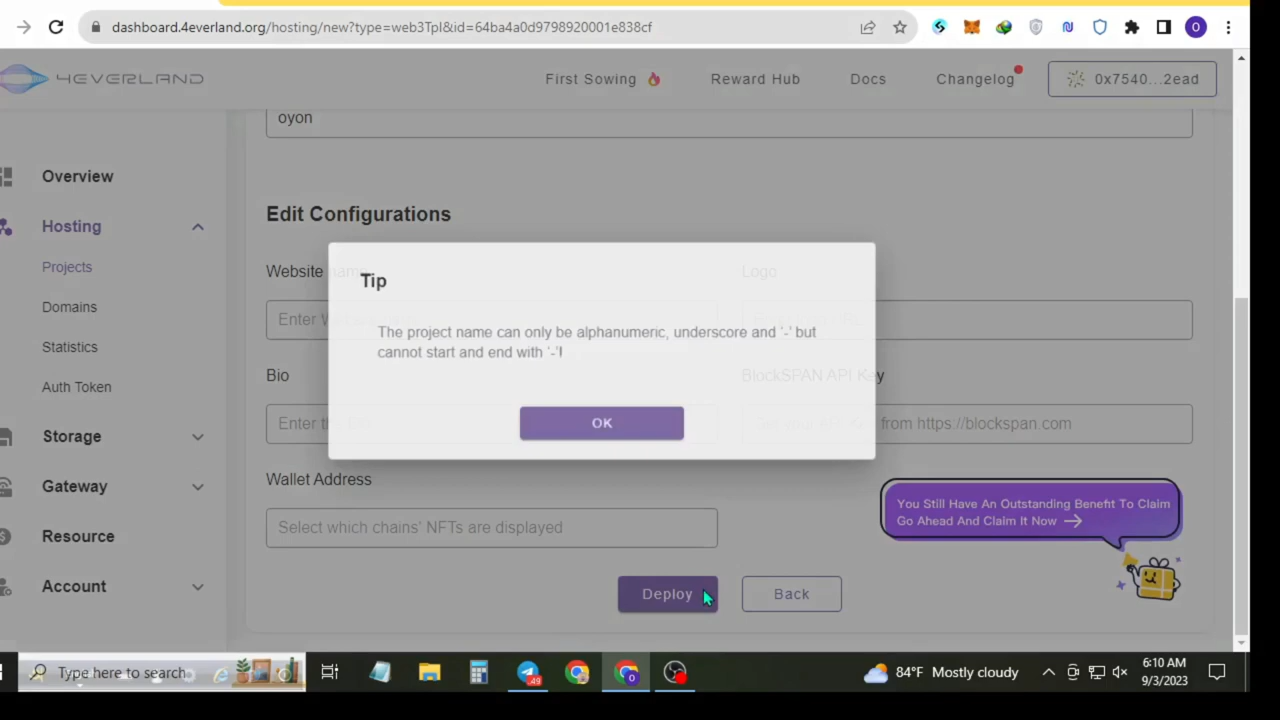 dashboard.4everland.org/hosting/new?type=web3Tpl&id=64ba4a0d9798920001e838cf
O
4EVERLAND
First Sowing
Reward Hub
Docs
Changelog
0x7540...2ead
oyon
Overview
Hosting
Projects
Domains
Statistics
Auth Token
Storage
Gateway
Resource
Account
Edit Configurations
Website name
Logo
Enter
Bio
BlockSPAN API Key
Enter the
from https://blockspan.com
Wallet Address
Select which chains' NFTs are displayed
Tip
The project name can only be alphanumeric, underscore and '-' but
cannot start and end with '-'!
OK
You Still Have An Outstanding Benefit To Claim
Go Ahead And Claim It Now
Deploy
Back
Type here to search
49
O
84°F Mostly cloudy
6:10 AM
9/3/2023